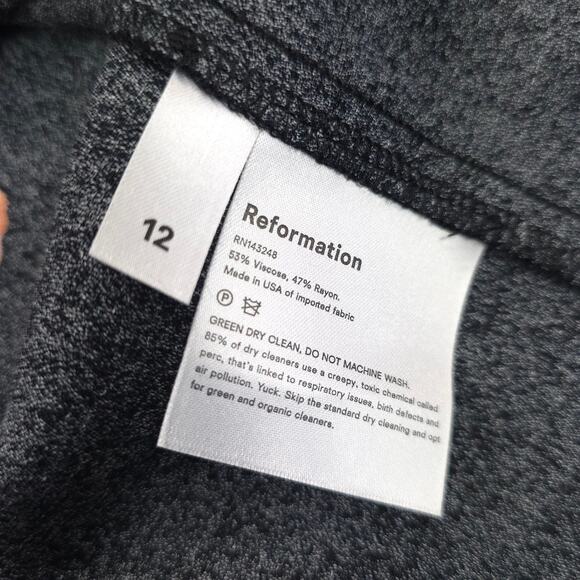 12
Reformation
RN143248
53% Viscose, 47% Rayon.
Made in USA of imported fabric
P
GREEN DRY CLEAN, DO NOT MACHINE WASH.
85% of dry cleaners use a creepy, toxic chemical called
perc, that's linked to respiratory issues, birth defects and
air pollution. Yuck. Skip the standard dry cleaning and opt
for green and organic cleaners.